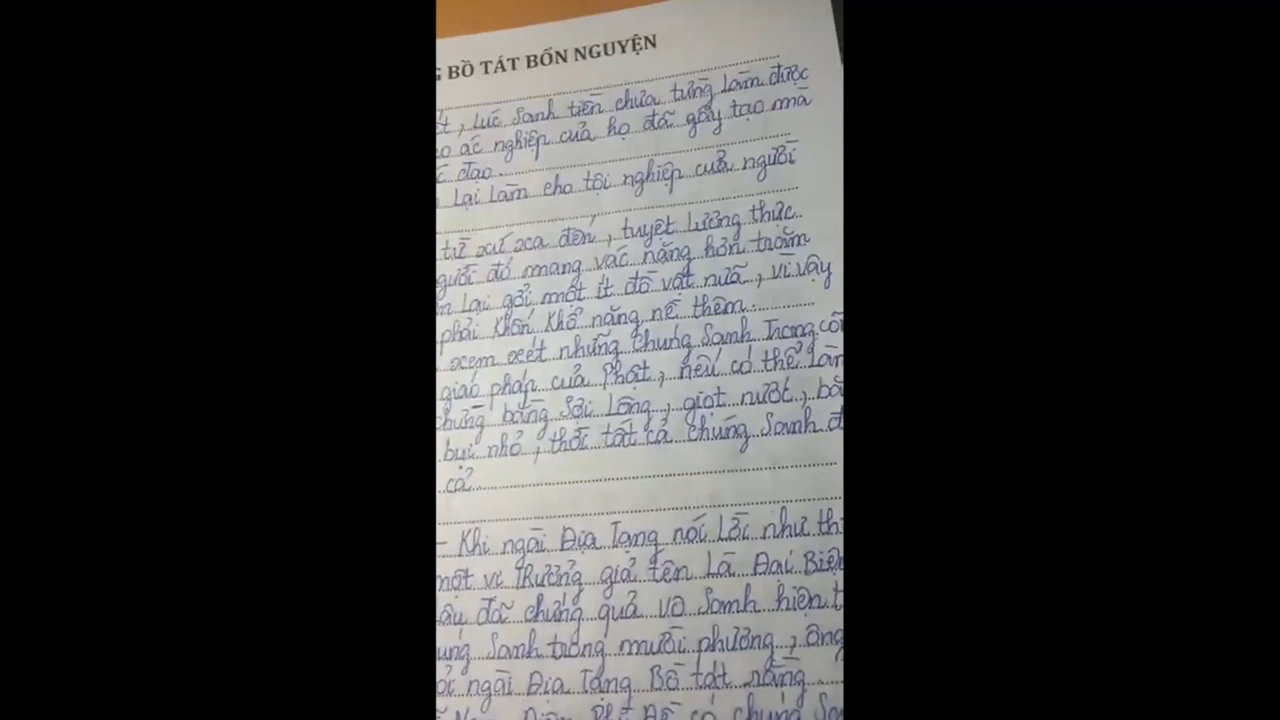 BỒ TÁT BỔN NGUYỆN
, lúc sanh tiền chưa từng làm được
ác nghiệp của họ đã gây tạo mà
đạo.
lại làm cho tội nghiệp của người
từ xứ xa đến, tuyệt lương thực
người đó mang vác nặng hơn trăm
lại gởi một ít đồ vật nữa, vì vậy
phải khốn khổ nặng nề thêm.
xem xét những chúng sanh trong cõi
giáo pháp của Phật, nếu có thể làm
chừng bằng sợi lông, giọt nước,
bụi nhỏ, thời tất cả chúng sanh
cả
- Khi ngài Địa Tạng nói lời như
một vị Trưởng giả tên là Đại Biện
đã chứng quả vô sanh hiện
sanh trong mười phương, ông
ngài Địa Tạng Bồ tát rằng
có chúng